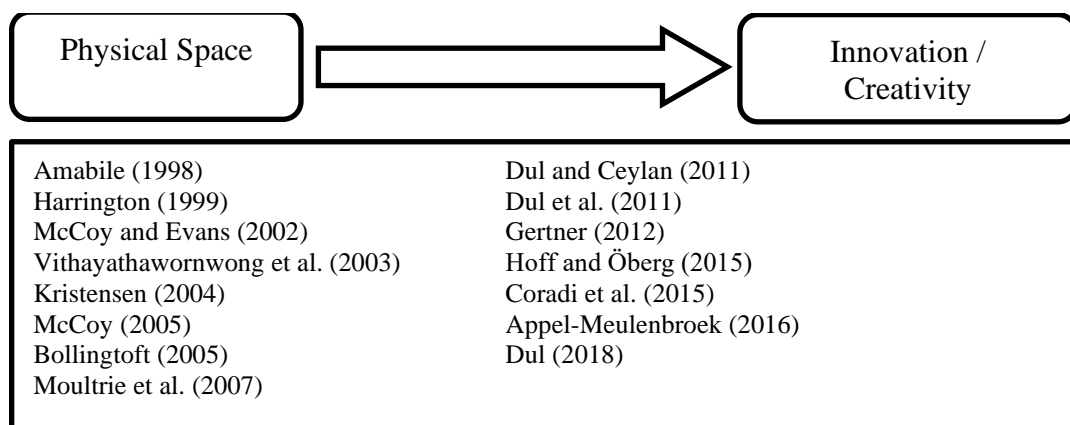 Physical Space
Innovation /
Creativity
Amabile (1998)
Harrington (1999)
McCoy and Evans (2002)
Vithayathawornwong et al. (2003)
Kristensen (2004)
McCoy (2005)
Bollingtoft (2005)
Moultrie et al. (2007)
Dul and Ceylan (2011)
Dul et al. (2011)
Gertner (2012)
Hoff and Öberg (2015)
Coradi et al. (2015)
Appel-Meulenbroek (2016)
Dul (2018)